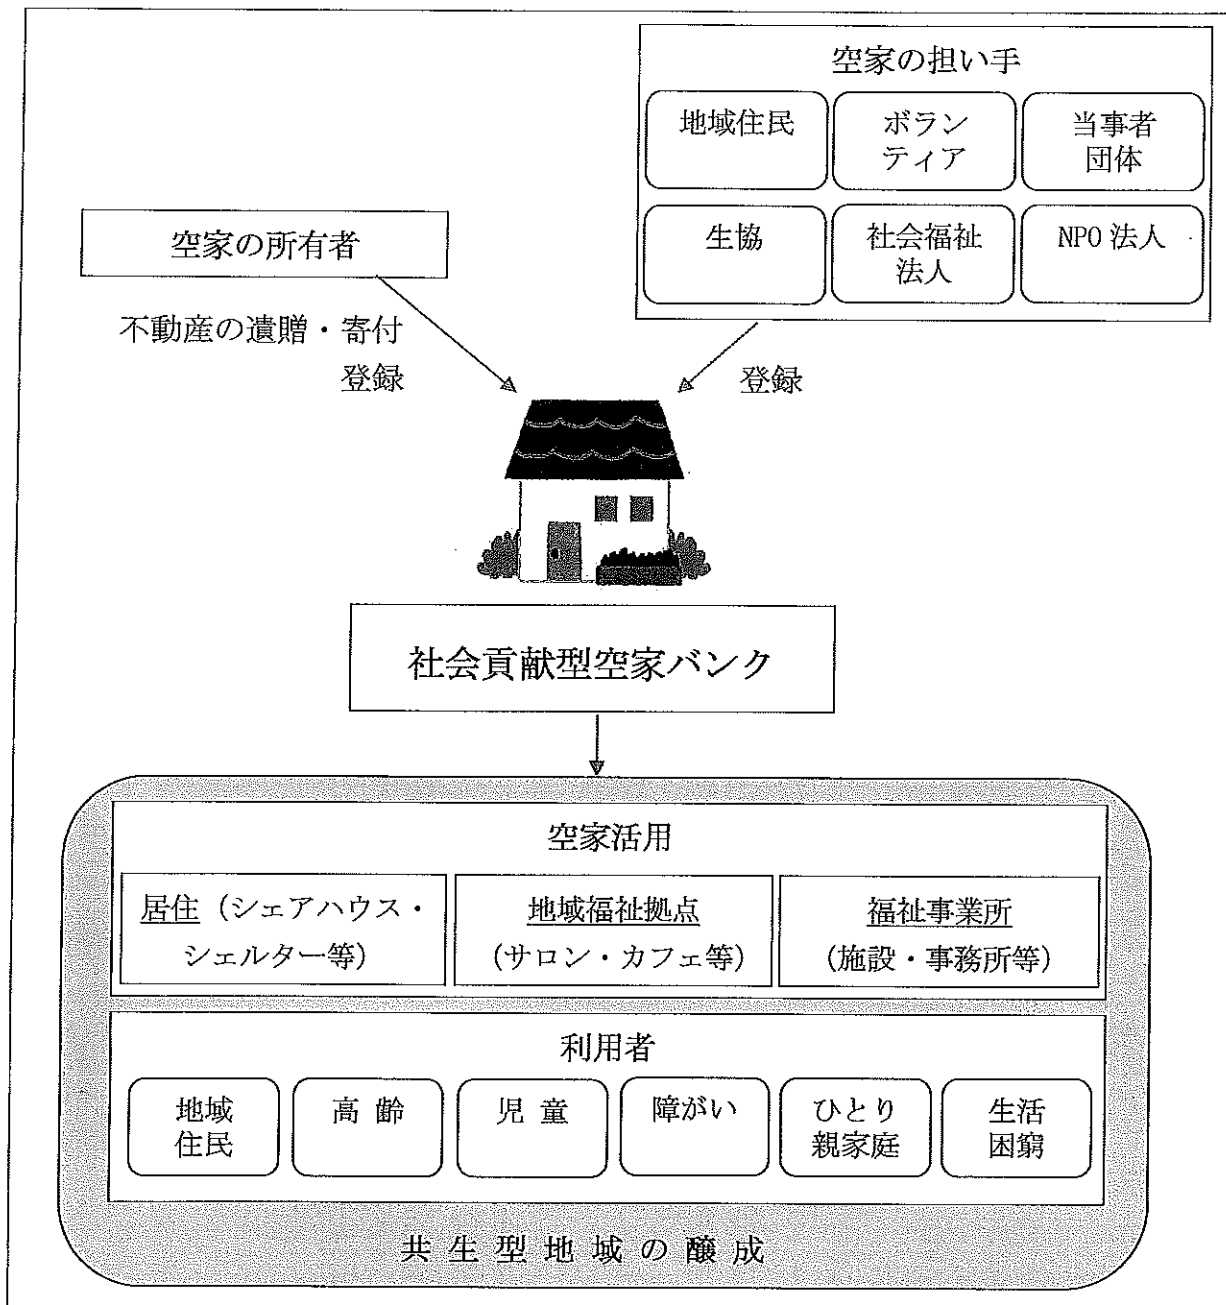 空家の担い手
地域住民
ボラン
ティア
当事者
団体
生協
社会福祉
法人
NPO 法人
空家の所有者
不動産の遺贈・寄付
登録
登録
社会貢献型空家バンク
空家活用
居住（シェアハウス・
シェルター等）
地域福祉拠点
（サロン・カフェ等）
福祉事業所
（施設・事務所等）
利用者
地域
住民
高 齢
児 童
障がい
ひとり
親家庭
生活
困窮
共 生 型 地 域 の 醸 成